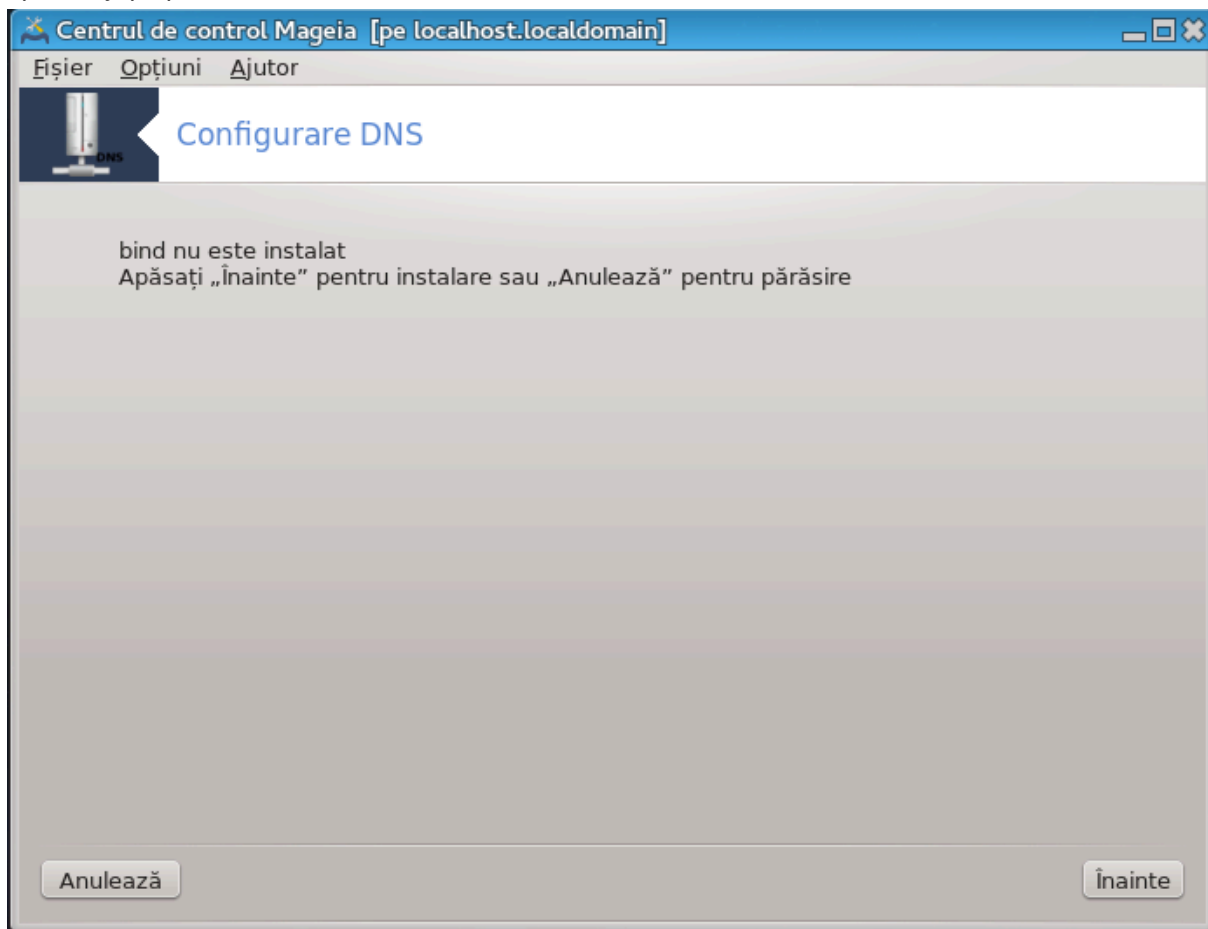 Centrul de control Mageia [pe localhost.localdomain]
Fișier Opțiuni Ajutor
DNS
Configurare DNS
bind nu este instalat
Apăsați „Înainte” pentru instalare sau „Anulează” pentru părăsire
Anulează Înainte